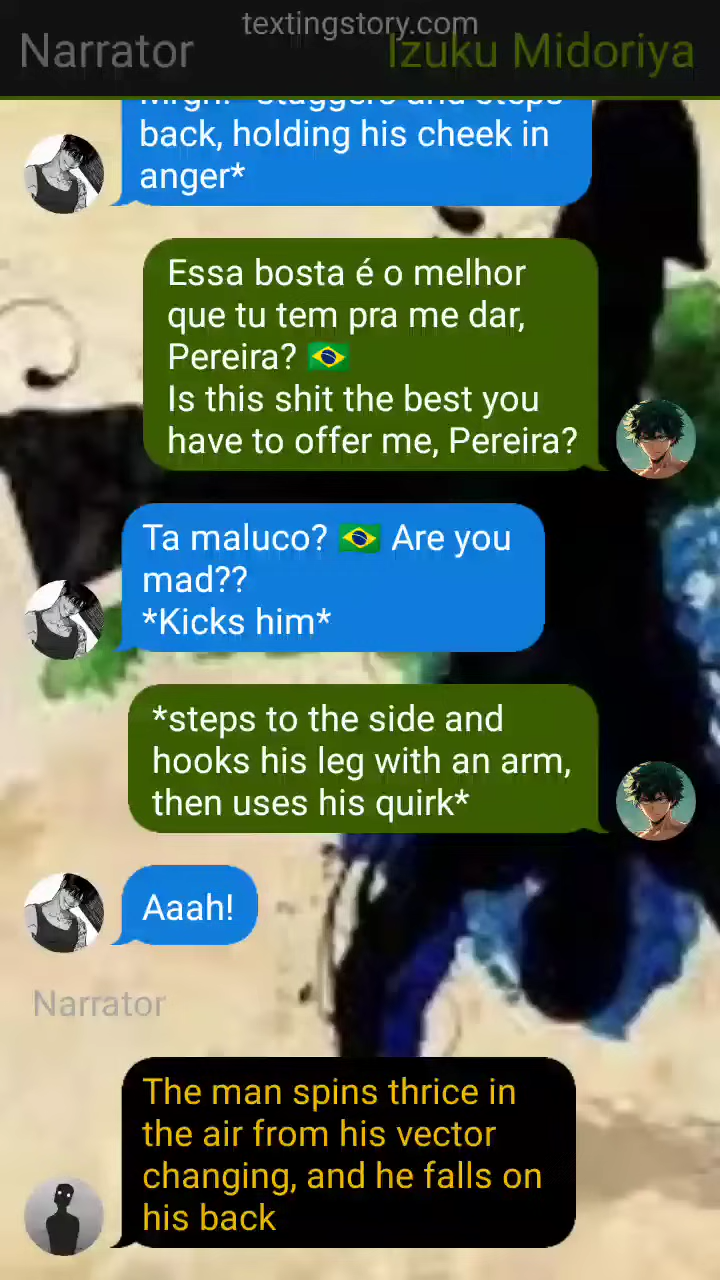 textingstory.com
Narrator
Izuku Midoriya
back, holding his cheek in
anger*
Essa bosta é o melhor
que tu tem pra me dar,
Pereira? 🇧🇷
Is this shit the best you
have to offer me, Pereira?
Ta maluco? 🇧🇷 Are you
mad??
*Kicks him*
*steps to the side and
hooks his leg with an arm,
then uses his quirk*
Aaah!
Narrator
The man spins thrice in
the air from his vector
changing, and he falls on
his back